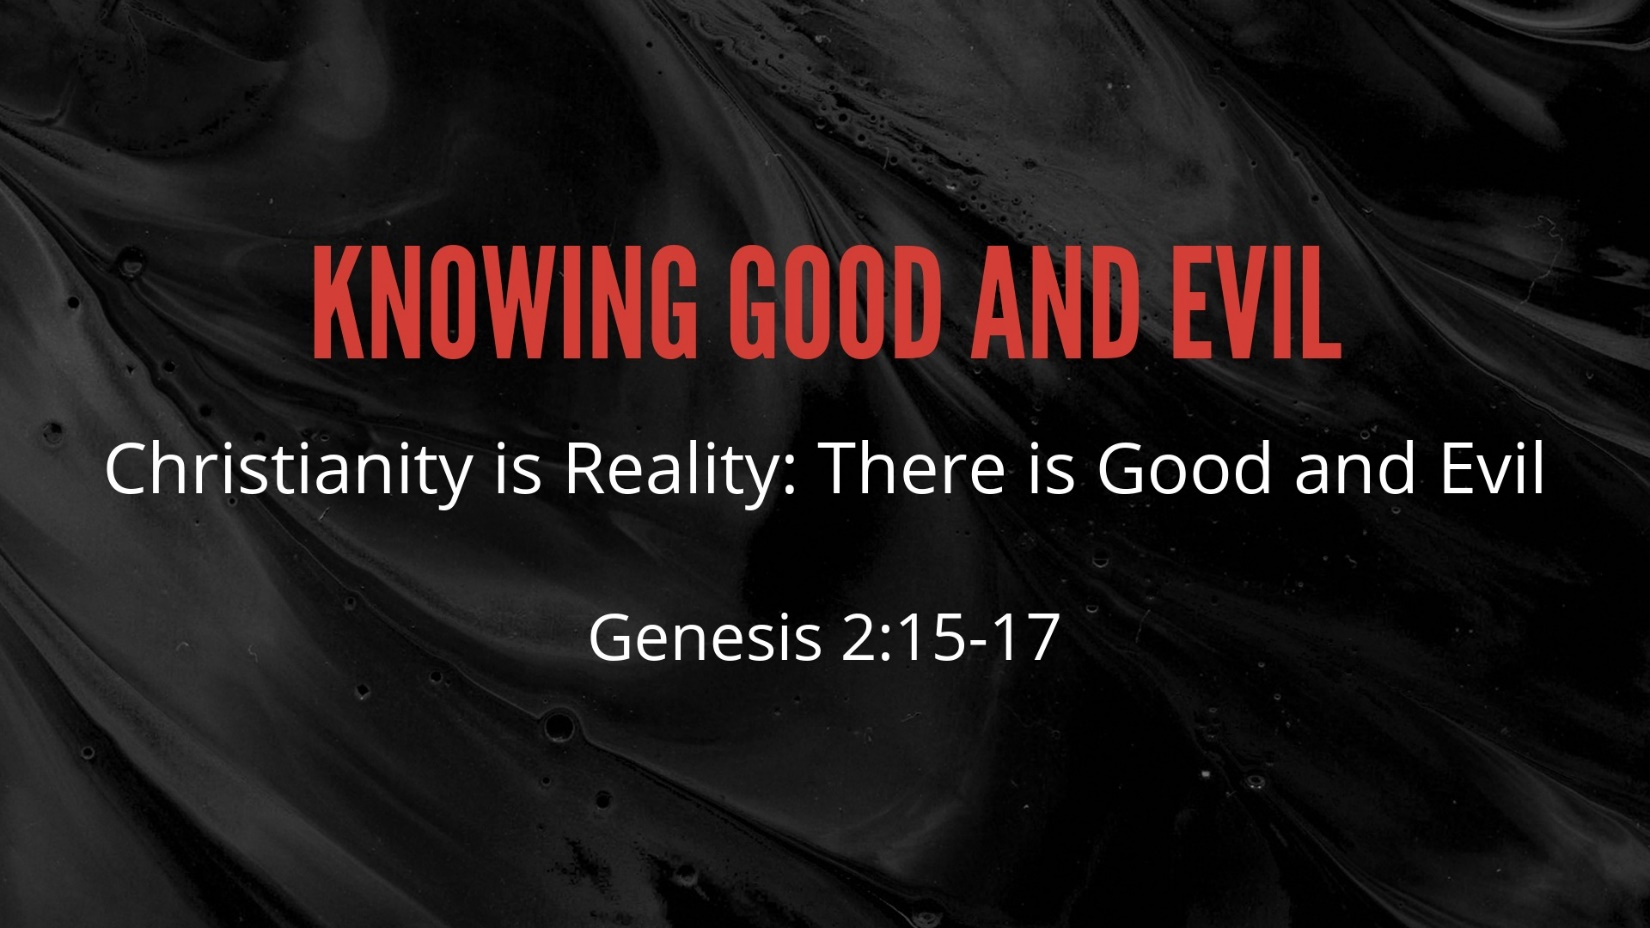 KNOWING GOOD AND EVIL
Christianity is Reality: There is Good and Evil
Genesis 2:15-17